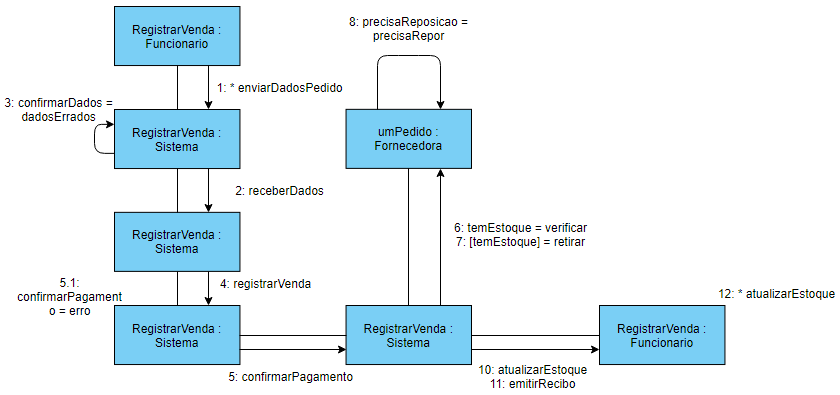 RegistrarVenda :
Funcionario
8: precisaReposicao =
precisaRepor
1: * enviarDadosPedido
3: confirmarDados =
dadosErrados
RegistrarVenda :
Sistema
umPedido :
Fornecedora
2: receberDados
RegistrarVenda :
Sistema
6: temEstoque = verificar
7: [temEstoque] = retirar
5.1:
confirmarPagament
o = erro
4: registrarVenda
12: * atualizarEstoque
RegistrarVenda :
Sistema
RegistrarVenda :
Sistema
RegistrarVenda :
Funcionario
5: confirmarPagamento
10: atualizarEstoque
11: emitirRecibo